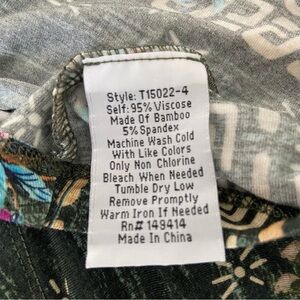 Style: T15022-4
Self: 95% Viscose
Made Of Bamboo
5% Spandex
Machine Wash Cold
With Like Colors
Only Non Chlorine
Bleach When Needed
Tumble Dry Low
Remove Promptly
Warm Iron If Needed
Rn# 149414
Made In China